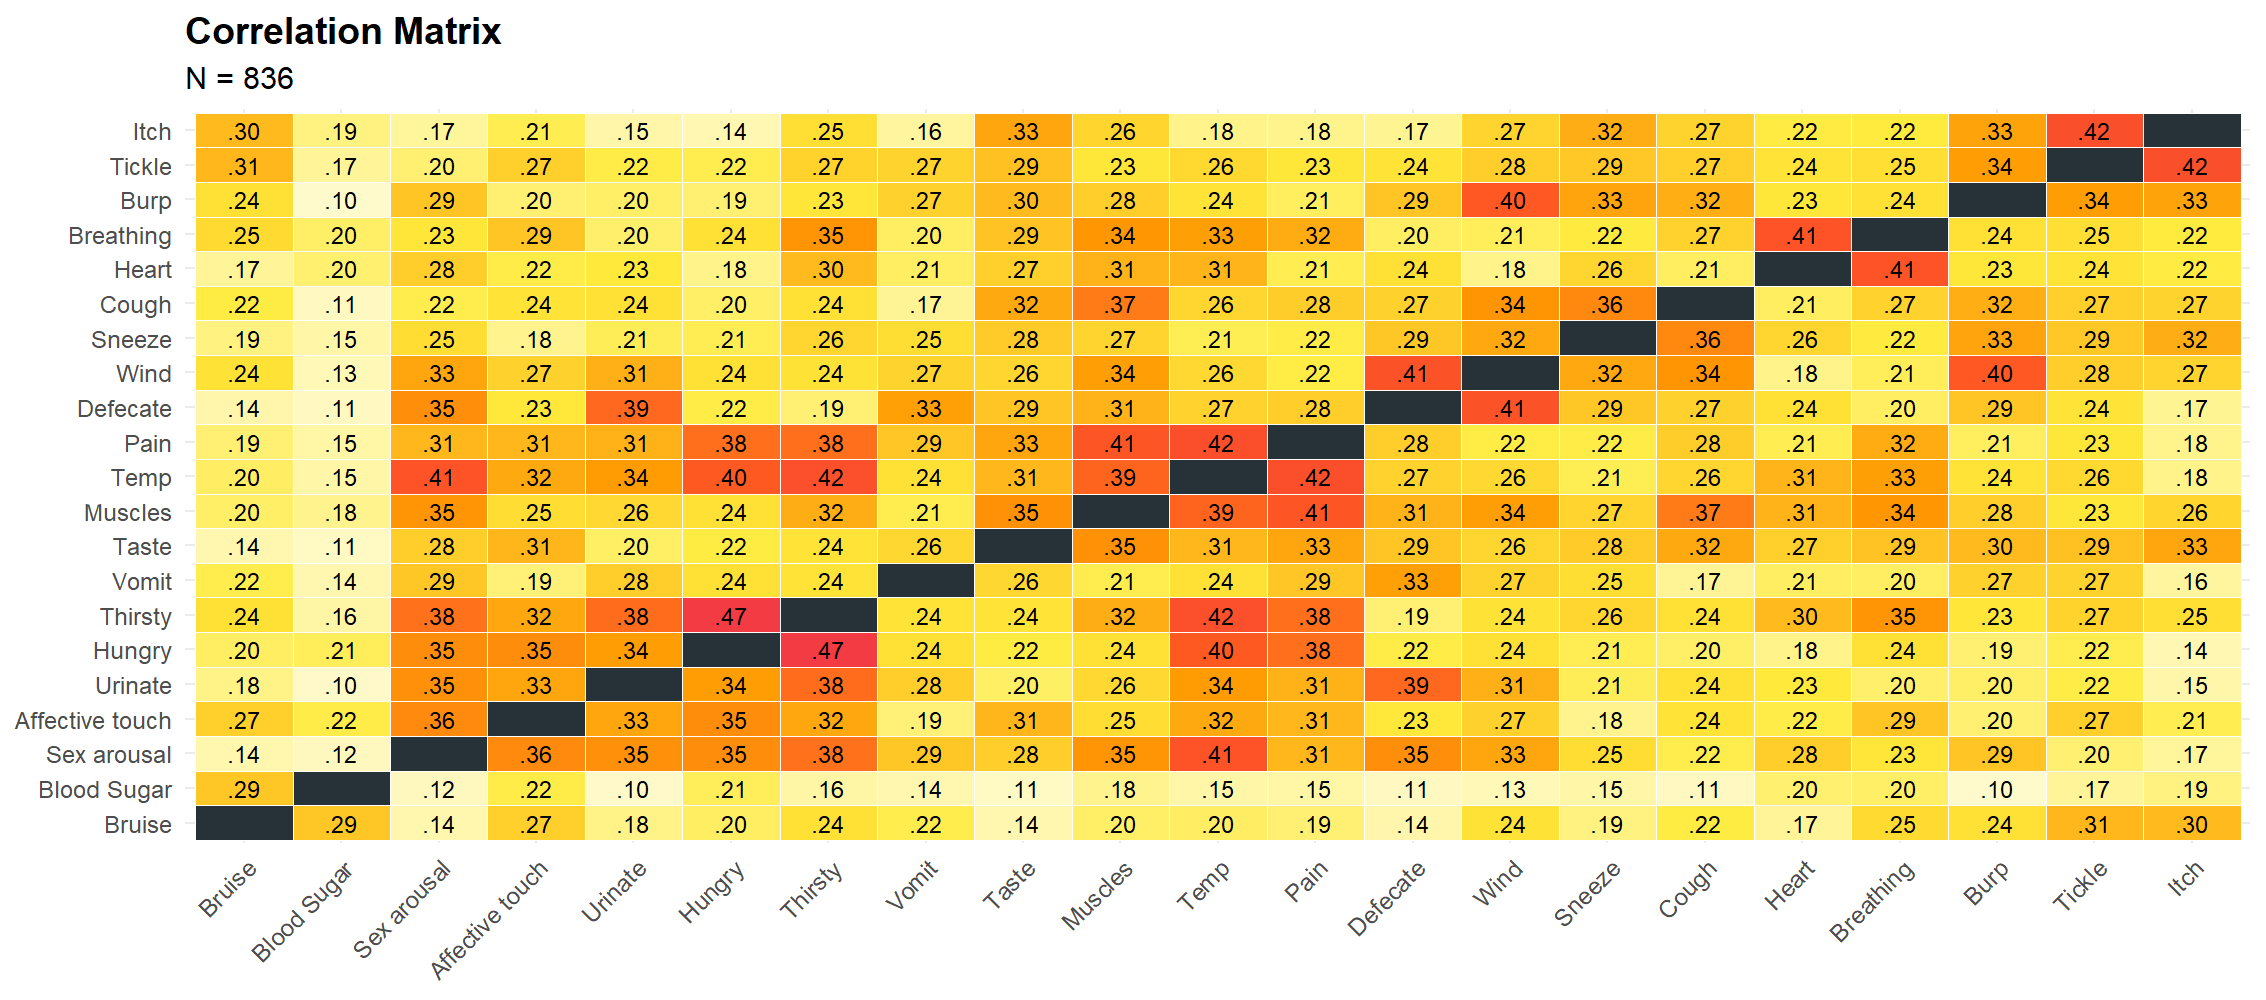 Correlation Matrix
N = 836
Itch .30 .19 .17 .21 .15 .14 .25 .16 .33 .26 .18 .18 .17 .27 .32 .27 .22 .22 .33 .42
Tickle .31 .17 .20 .27 .22 .22 .27 .27 .29 .23 .26 .23 .24 .28 .29 .27 .24 .25 .34 .42
Burp .24 .10 .29 .20 .20 .19 .23 .27 .30 .28 .24 .21 .29 .40 .33 .32 .23 .24 .34 .33
Breathing .25 .20 .23 .29 .20 .24 .35 .20 .29 .34 .33 .32 .20 .21 .22 .27 .41 .24 .25 .22
Heart .17 .20 .28 .22 .23 .18 .30 .21 .27 .31 .31 .21 .24 .18 .26 .21 .41 .23 .24 .22
Cough .22 .11 .22 .24 .24 .20 .24 .17 .32 .37 .26 .28 .27 .34 .36 .21 .27 .32 .27 .27
Sneeze .19 .15 .25 .18 .21 .21 .26 .25 .28 .27 .21 .22 .29 .32 .36 .26 .22 .33 .29 .32
Wind .24 .13 .33 .27 .31 .24 .24 .27 .26 .34 .26 .22 .41 .32 .34 .18 .21 .40 .28 .27
Defecate .14 .11 .35 .23 .39 .22 .19 .33 .29 .31 .27 .28 .41 .29 .27 .24 .20 .29 .24 .17
Pain .19 .15 .31 .31 .31 .38 .38 .29 .33 .41 .42 .28 .22 .22 .28 .21 .32 .21 .23 .18
Temp .20 .15 .41 .32 .34 .40 .42 .24 .31 .39 .42 .27 .26 .21 .26 .31 .33 .24 .26 .18
Muscles .20 .18 .35 .25 .26 .24 .32 .21 .35 .39 .41 .31 .34 .27 .37 .31 .34 .28 .23 .26
Taste .14 .11 .28 .31 .20 .22 .24 .26 .35 .31 .33 .29 .26 .28 .32 .27 .29 .30 .29 .33
Vomit .22 .14 .29 .19 .28 .24 .24 .26 .21 .24 .29 .33 .27 .25 .17 .21 .20 .27 .27 .16
Thirsty .24 .16 .38 .32 .38 .47 .24 .24 .32 .42 .38 .19 .24 .26 .24 .30 .35 .23 .27 .25
Hungry .20 .21 .35 .35 .34 .47 .24 .22 .24 .40 .38 .22 .24 .21 .20 .18 .24 .19 .22 .14
Urinate .18 .10 .35 .33 .34 .38 .28 .20 .26 .34 .31 .39 .31 .21 .24 .23 .20 .20 .22 .15
Affective touch .27 .22 .36 .33 .35 .32 .19 .31 .25 .32 .31 .23 .27 .18 .24 .22 .29 .20 .27 .21
Sex arousal .14 .12 .36 .35 .35 .38 .29 .28 .35 .41 .31 .35 .33 .25 .22 .28 .23 .29 .20 .17
Blood Sugar .29 .12 .22 .10 .21 .16 .14 .11 .18 .15 .15 .11 .13 .15 .11 .20 .20 .10 .17 .19
Bruise .29 .14 .27 .18 .20 .24 .22 .14 .20 .20 .19 .14 .24 .19 .22 .17 .25 .24 .31 .30
Bruise Blood Sugar Sex arousal Affective touch Urinate Hungry Thirsty Vomit Taste Muscles Temp Pain Defecate Wind Sneeze Cough Heart Breathing Burp Tickle Itch